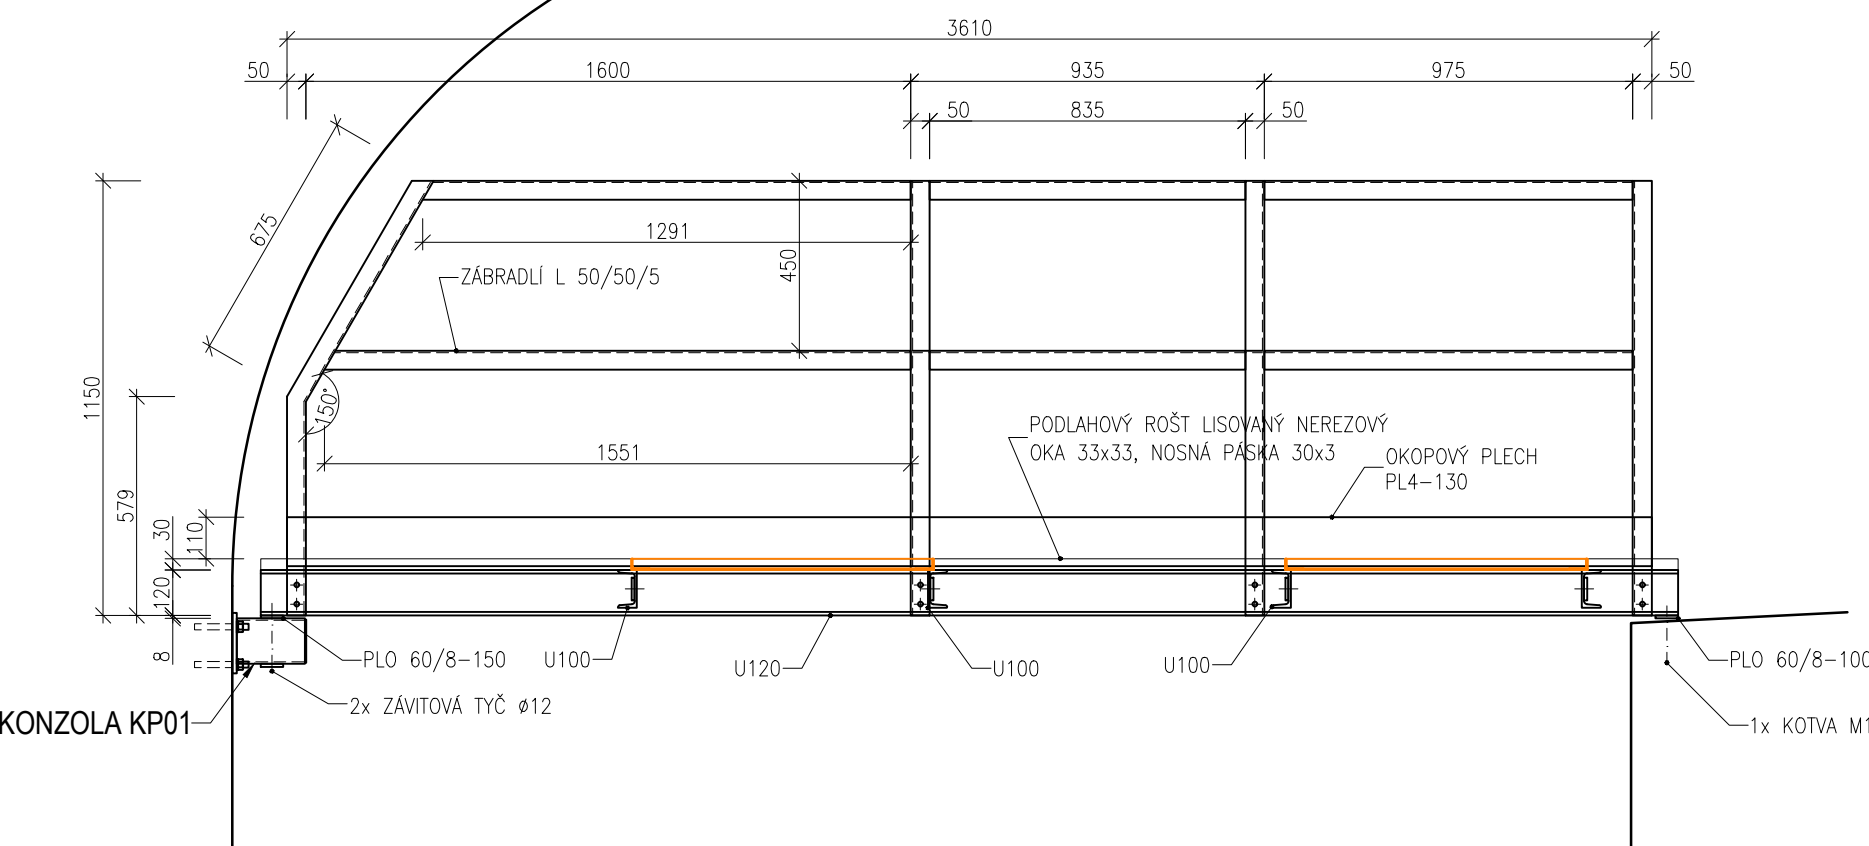 3610
50
1600
935
975
50
50
835
50
675
1291
450
ZÁBRADLÍ L 50/50/5
1150
579
150°
1551
PODLAHOVÝ ROŠT LISOVANÝ NEREZOVÝ
OKA 33x33, NOSNÁ PÁSKA 30x3
OKOPOVÝ PLECH
PL4-130
30
110
120
8
PLO 60/8-150
U100
U120
U100
U100
PLO 60/8-100
2x ZÁVITOVÁ TYČ ø12
KONZOLA KP01
1x KOTVA M1